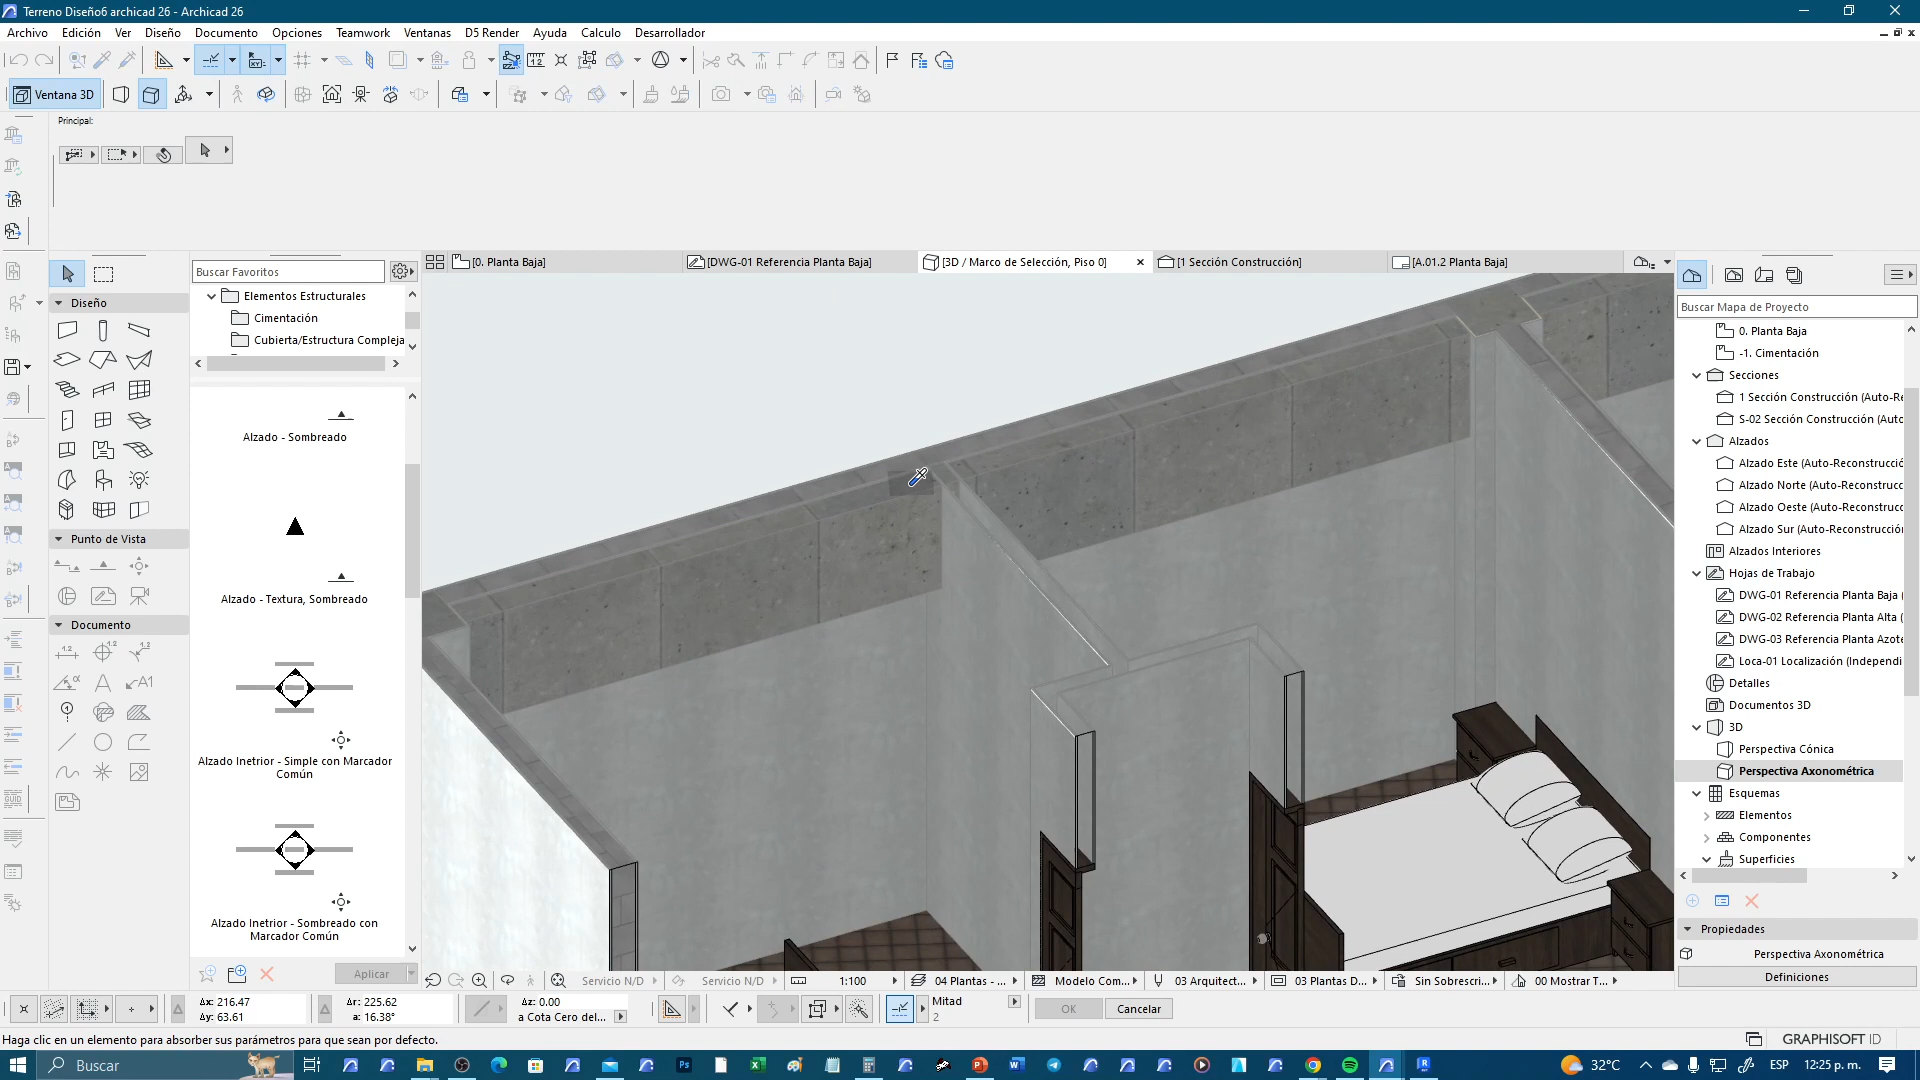 Terreno Diseño6 archicad 26 - Archicad 26
Archivo Edición Ver Diseño Documento Opciones Teamwork Ventanas D5 Render Ayuda Calculo Desarrollador
Ventana 3D
Principal:
[0. Planta Baja] [DWG-01 Referencia Planta Baja] [3D / Marco de Selección, Piso 0] [1 Sección Construcción] [A.01.2 Planta Baja]
Buscar Favoritos
Elementos Estructurales
Cimentación
Cubierta/Estructura Compleja
Diseño
Punto de Vista
Documento
Alzado - Sombreado
Alzado - Textura, Sombreado
Alzado Inetrior - Simple con Marcador
Común
Alzado Inetrior - Sombreado con
Marcador Común
Aplicar
Buscar Mapa de Proyecto
0. Planta Baja
-1. Cimentación
Secciones
1 Sección Construcción (Auto-Re
S-02 Sección Construcción (Auto
Alzados
Alzado Este (Auto-Reconstrucció
Alzado Norte (Auto-Reconstrucci
Alzado Oeste (Auto-Reconstrucci
Alzado Sur (Auto-Reconstrucción
Alzados Interiores
Hojas de Trabajo
DWG-01 Referencia Planta Baja (
DWG-02 Referencia Planta Alta (
DWG-03 Referencia Planta Azote
Loca-01 Localización (Independi
Detalles
Documentos 3D
3D
Perspectiva Cónica
Perspectiva Axonométrica
Esquemas
Elementos
Componentes
Superficies
Propiedades
Perspectiva Axonométrica
Definiciones
Servicio N/D Servicio N/D 1:100 04 Plantas - ... Modelo Com... 03 Arquitect... 03 Plantas D... Sin Sobrescri... 00 Mostrar T...
Δx: 216.47 Δr: 225.62 Δz: 0.00 Mitad
Δy: 63.61 a: 16.38° a Cota Cero del... 2 OK Cancelar
Haga clic en un elemento para absorber sus parámetros para que sean por defecto. GRAPHISOFT ID
Buscar 32°C ESP 12:25 p. m.